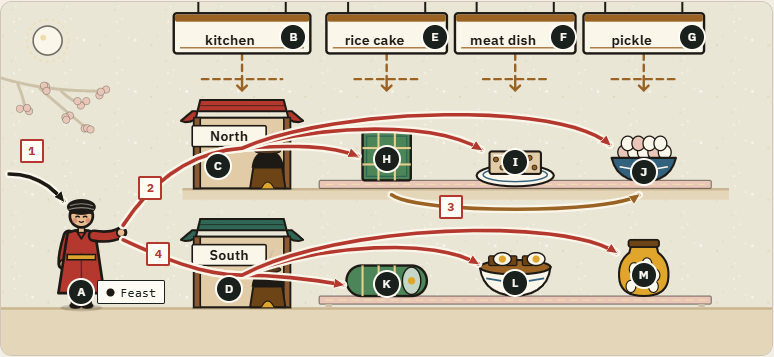 kitchen B
rice cake E
meat dish F
pickle G
1
North
C
H
I
J
2
3
4
South
D
K
L
M
A
Feast